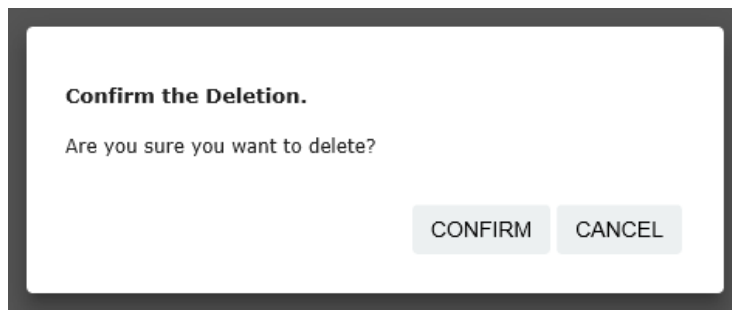 Confirm the Deletion.
Are you sure you want to delete?
CONFIRM CANCEL